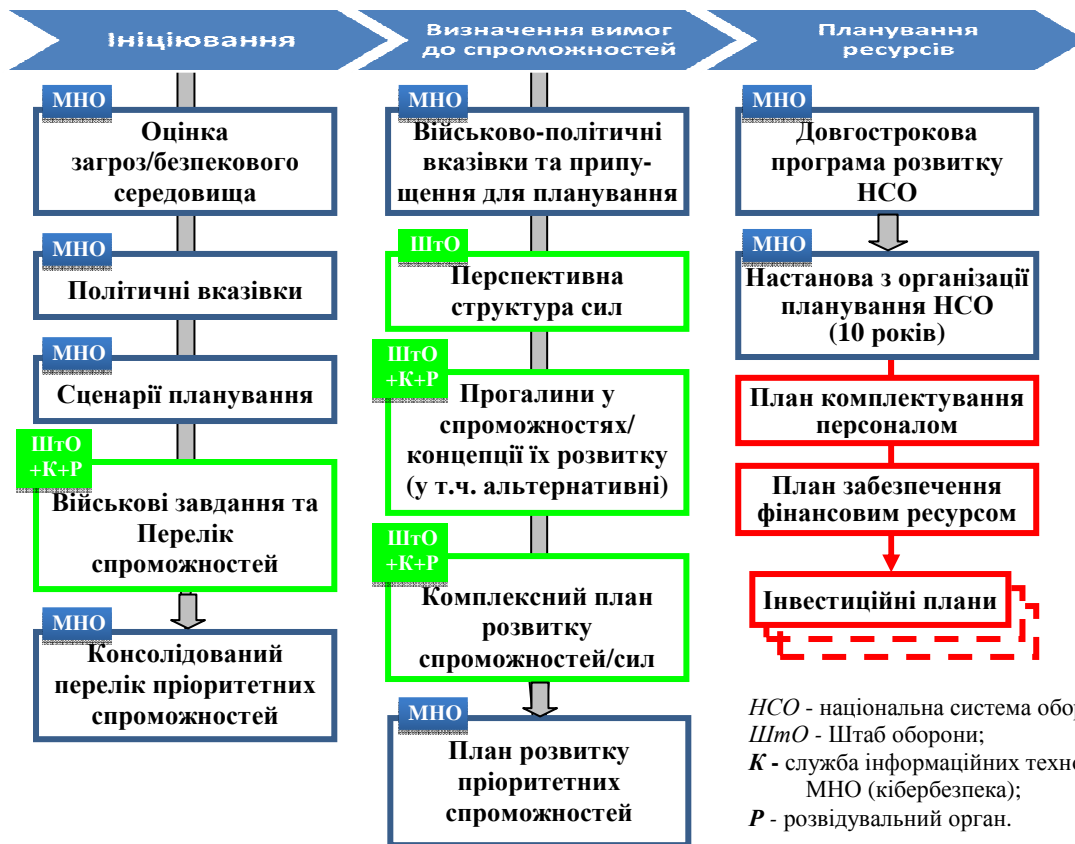 Ініціювання
МНО
Оцінка
загроз/безпекового
середовища
МНО
Політичні вказівки
МНО
Сценарії планування
ШтО
+К+Р
Військові завдання та
Перелік
спроможностей
МНО
Консолідований
перелік пріоритетних
спроможностей
Визначення вимог
до спроможностей
МНО
Військово-політичні
вказівки та припу-
щення для планування
ШтО
Перспективна
структура сил
ШтО
+К+Р
Прогалини у
спроможностях/
концепції їх розвитку
(у т.ч. альтернативні)
ШтО
+К+Р
Комплексний план
розвитку
спроможностей/сил
МНО
План розвитку
пріоритетних
спроможностей
Планування
ресурсів
МНО
Довгострокова
програма розвитку
НСО
МНО
Настанова з організації
планування НСО
(10 років)
План комплектування
персоналом
План забезпечення
фінансовим ресурсом
Інвестиційні плани
НСО - національна система
ШтО - Штаб оборони;
К - служба інформаційних
МНО (кібербезпека);
Р - розвідувальний орган.